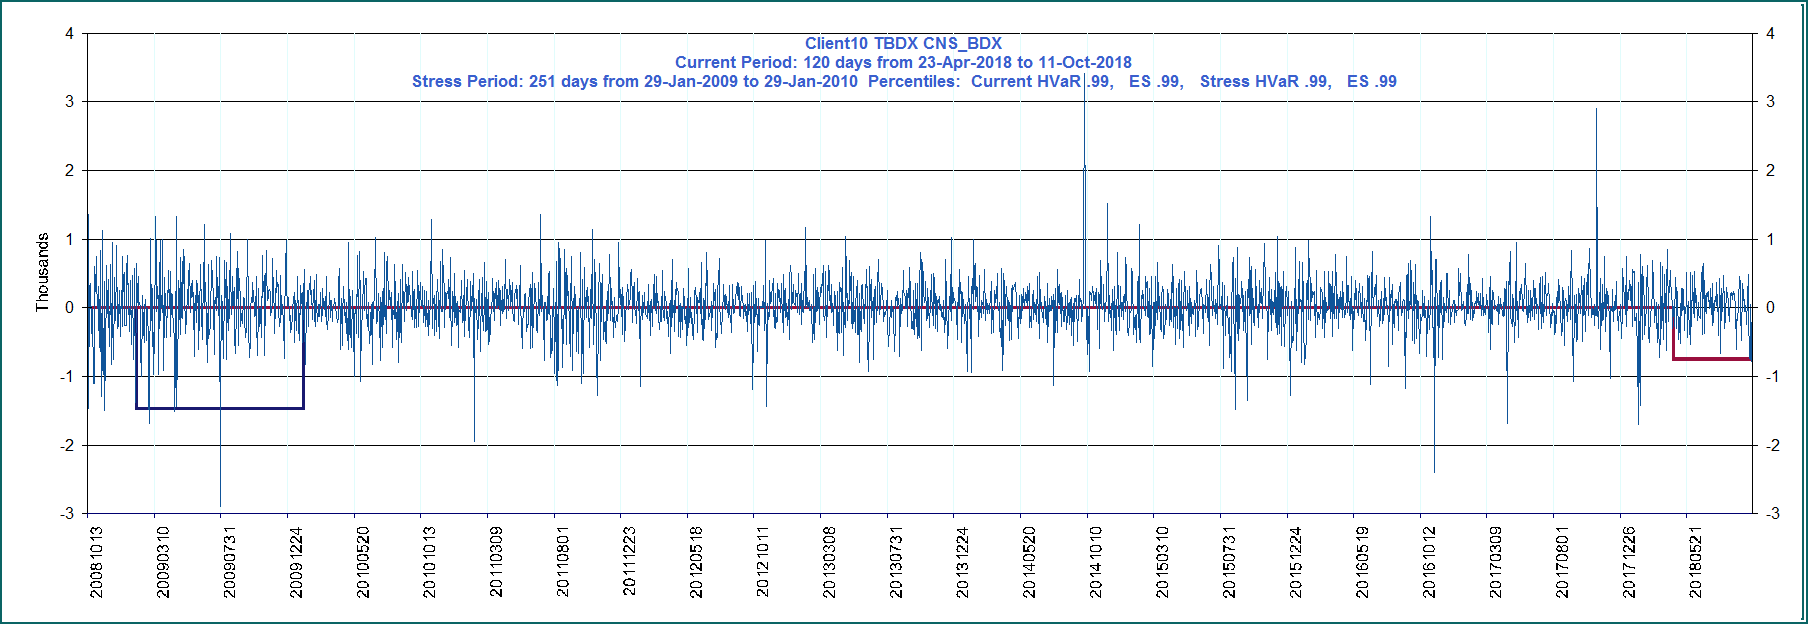 Client10 TBDX CNS_BDX
Current Period: 120 days from 23-Apr-2018 to 11-Oct-2018
Stress Period: 251 days from 29-Jan-2009 to 29-Jan-2010  Percentiles:  Current HVaR .99,   ES .99,   Stress HVaR .99,   ES .99
4 4
3 3
2 2
1 1
0 0
-1 -1
-2 -2
-3 -3
Thousands
20081013 20090310 20090731 20091224 20100520 20101013 20110309 20110801 20111223 20120518 20121011 20130308 20130731 20131224 20140520 20141010 20150310 20150731 20151224 20160519 20161012 20170309 20170801 20171226 20180521